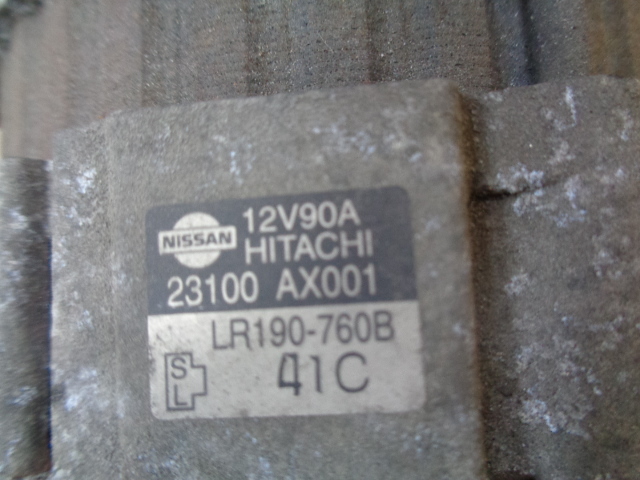 NISSAN
12V90A
HITACHI
23100 AX001
LR190-760B
S
L
41C